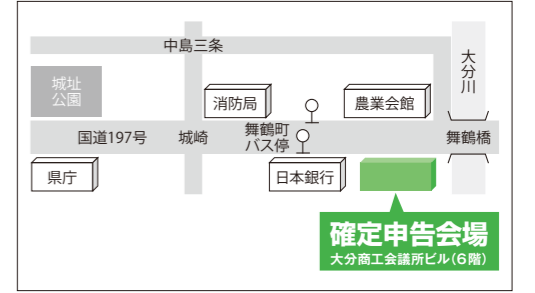 中島三条
大分川
城址
公園
消防局
農業会館
国道197号
城崎
舞鶴町
バス停
舞鶴橋
県庁
日本銀行
確定申告会場
大分商工会議所ビル(6階)